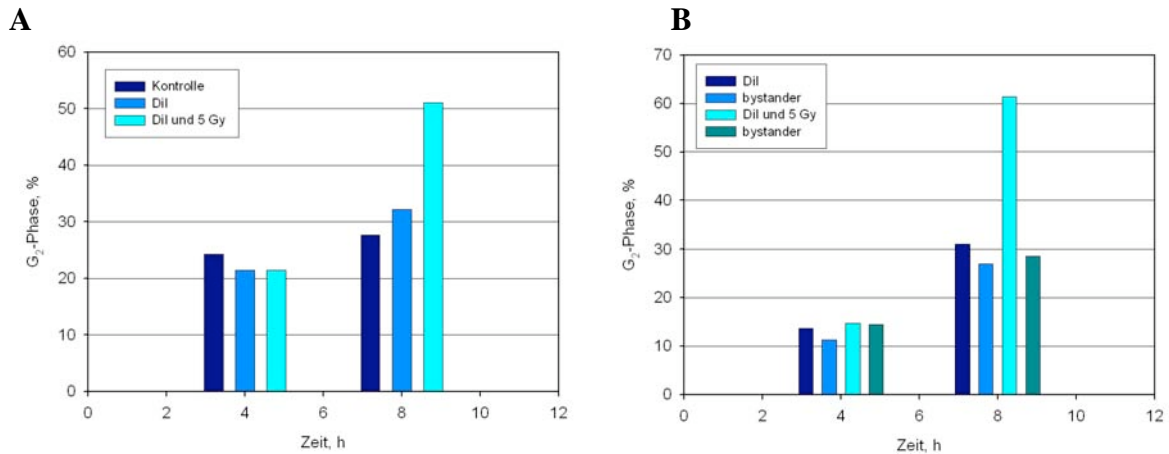 A
60
50
40
30
20
10
0
G₂-Phase, %
Kontrolle
DiI
DiI und 5 Gy
0 2 4 6 8 10 12
Zeit, h
B
70
60
50
40
30
20
10
0
G₂-Phase, %
DiI
bystander
DiI und 5 Gy
bystander
0 2 4 6 8 10 12
Zeit, h